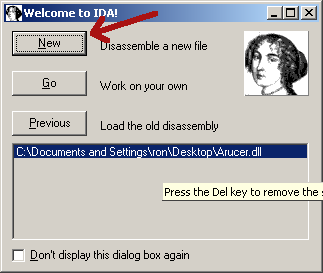 Welcome to IDA!
New
Disassemble a new file
Go
Work on your own
Previous
Load the old disassembly
C:\Documents and Settings\ron\Desktop\Arucer.dll
Press the Del key to remove the s
Don't display this dialog box again